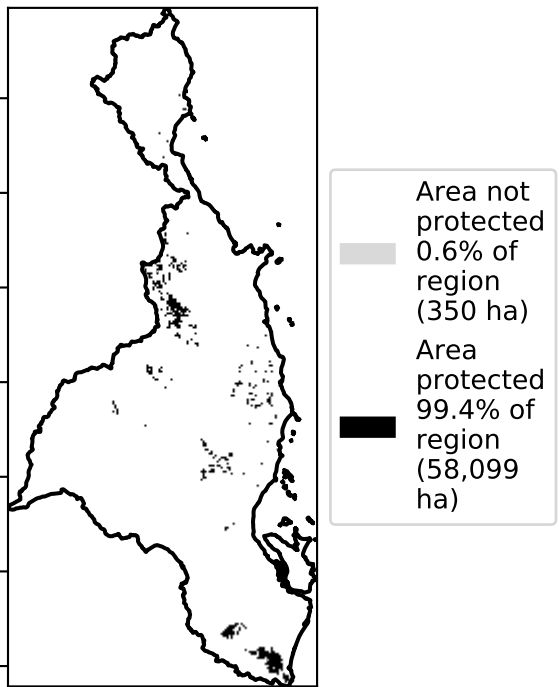 Area not
protected
0.6% of
region
(350 ha)
Area
protected
99.4% of
region
(58,099
ha)